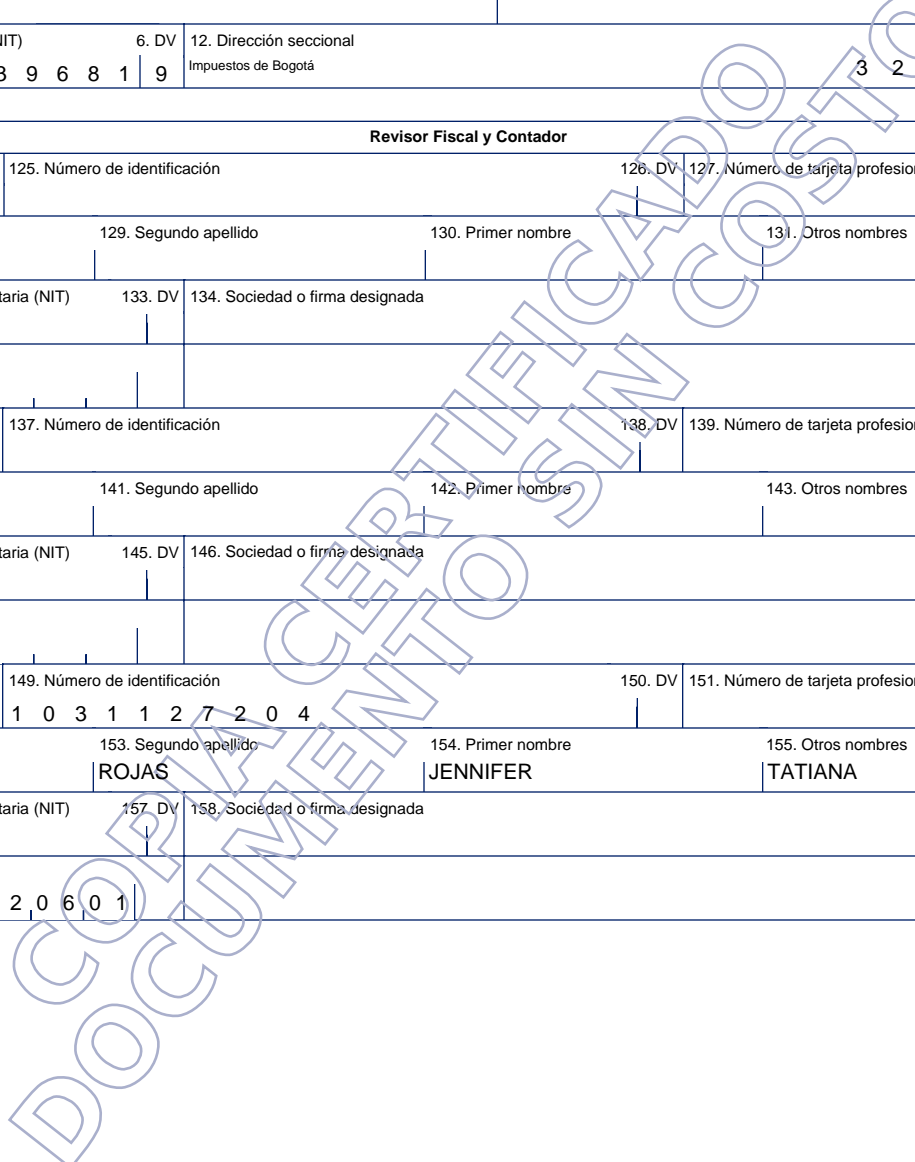 NIT) 6. DV 12. Dirección seccional
9 6 8 1 9 Impuestos de Bogotá 3 2
Revisor Fiscal y Contador
125. Número de identificación 126. DV 127. Número de tarjeta profesion
129. Segundo apellido 130. Primer nombre 131. Otros nombres
taria (NIT) 133. DV 134. Sociedad o firma designada
137. Número de identificación 138. DV 139. Número de tarjeta profesion
141. Segundo apellido 142. Primer nombre 143. Otros nombres
taria (NIT) 145. DV 146. Sociedad o firma designada
149. Número de identificación 150. DV 151. Número de tarjeta profesion
1 0 3 1 1 2 7 2 0 4
153. Segundo apellido 154. Primer nombre 155. Otros nombres
ROJAS JENNIFER TATIANA
taria (NIT) 157. DV 158. Sociedad o firma designada
2 0 6 0 1
COPIA CERTIFICADO
DOCUMENTO SIN COSTO